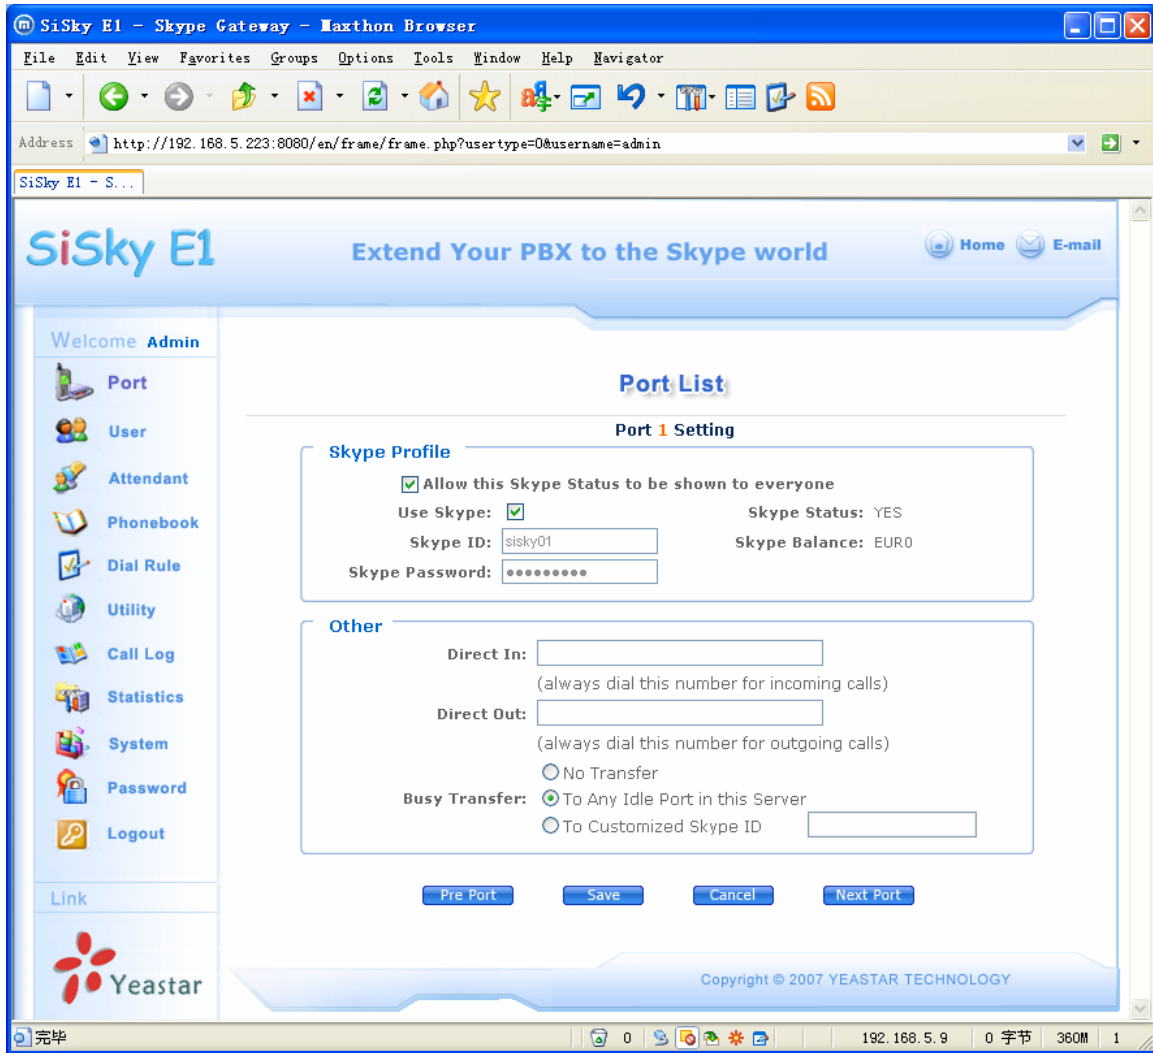 SiSky E1 - Skype Gateway - Maxthon Browser
File Edit View Favorites Groups Options Tools Window Help Navigator
Address http://192.168.5.223:8080/en/frame/frame.php?usertype=0&username=admin
SiSky E1 - S...
SiSky E1
Extend Your PBX to the Skype world
Home E-mail
Welcome Admin
Port
User
Attendant
Phonebook
Dial Rule
Utility
Call Log
Statistics
System
Password
Logout
Link
Yeastar
Port List
Port 1 Setting
Skype Profile
Allow this Skype Status to be shown to everyone
Use Skype: Skype Status: YES
Skype ID: sisky01 Skype Balance: EUR0
Skype Password: •••••••••
Other
Direct In:
(always dial this number for incoming calls)
Direct Out:
(always dial this number for outgoing calls)
No Transfer
Busy Transfer: To Any Idle Port in this Server
To Customized Skype ID
Pre Port Save Cancel Next Port
Copyright © 2007 YEASTAR TECHNOLOGY
完毕 0 192.168.5.9 0 字节 360M 1